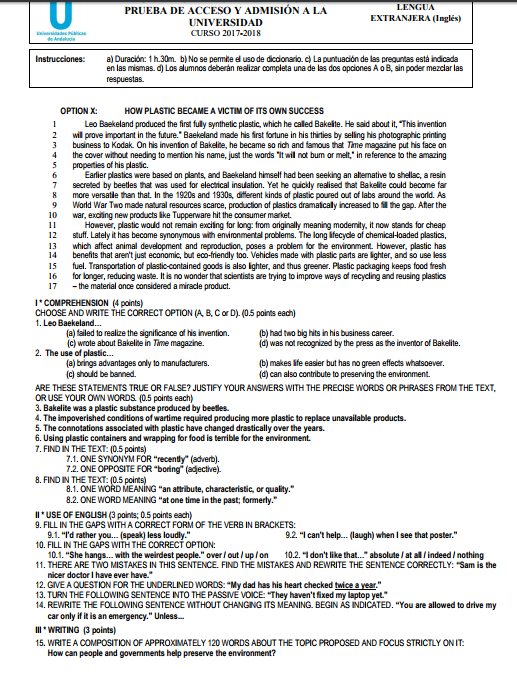 Universidades Públicas
de Andalucía
PRUEBA DE ACCESO Y ADMISIÓN A LA
UNIVERSIDAD
CURSO 2017-2018
LENGUA
EXTRANJERA (Inglés)
Instrucciones: a) Duración: 1 h.30m. b) No se permite el uso de diccionario. c) La puntuación de las preguntas está indicada
en las mismas. d) Los alumnos deberán realizar completa una de las dos opciones A o B, sin poder mezclar las
respuestas.
OPTION X: HOW PLASTIC BECAME A VICTIM OF ITS OWN SUCCESS
1 Leo Baekeland produced the first fully synthetic plastic, which he called Bakelite. He said about it, "This invention
2 will prove important in the future." Baekeland made his first fortune in his thirties by selling his photographic printing
3 business to Kodak. On his invention of Bakelite, he became so rich and famous that Time magazine put his face on
4 the cover without needing to mention his name, just the words "It will not burn or melt," in reference to the amazing
5 properties of his plastic.
6 Earlier plastics were based on plants, and Baekeland himself had been seeking an alternative to shellac, a resin
7 secreted by beetles that was used for electrical insulation. Yet he quickly realised that Bakelite could become far
8 more versatile than that. In the 1920s and 1930s, different kinds of plastic poured out of labs around the world. As
9 World War Two made natural resources scarce, production of plastics dramatically increased to fill the gap. After the
10 war, exciting new products like Tupperware hit the consumer market.
11 However, plastic would not remain exciting for long: from originally meaning modernity, it now stands for cheap
12 stuff. Lately it has become synonymous with environmental problems. The long lifecycle of chemical-loaded plastics,
13 which affect animal development and reproduction, poses a problem for the environment. However, plastic has
14 benefits that aren't just economic, but eco-friendly too. Vehicles made with plastic parts are lighter, and so use less
15 fuel. Transportation of plastic-contained goods is also lighter, and thus greener. Plastic packaging keeps food fresh
16 for longer, reducing waste. It is no wonder that scientists are trying to improve ways of recycling and reusing plastics
17 – the material once considered a miracle product.
I * COMPREHENSION (4 points)
CHOOSE AND WRITE THE CORRECT OPTION (A, B, C or D). (0.5 points each)
1. Leo Baekeland…
(a) failed to realize the significance of his invention. (b) had two big hits in his business career.
(c) wrote about Bakelite in Time magazine. (d) was not recognized by the press as the inventor of Bakelite.
2. The use of plastic…
(a) brings advantages only to manufacturers. (b) makes life easier but has no green effects whatsoever.
(c) should be banned. (d) can also contribute to preserving the environment.
ARE THESE STATEMENTS TRUE OR FALSE? JUSTIFY YOUR ANSWERS WITH THE PRECISE WORDS OR PHRASES FROM THE TEXT,
OR USE YOUR OWN WORDS. (0.5 points each)
3. Bakelite was a plastic substance produced by beetles.
4. The impoverished conditions of wartime required producing more plastic to replace unavailable products.
5. The connotations associated with plastic have changed drastically over the years.
6. Using plastic containers and wrapping for food is terrible for the environment.
7. FIND IN THE TEXT: (0.5 points)
7.1. ONE SYNONYM FOR "recently" (adverb).
7.2. ONE OPPOSITE FOR "boring" (adjective).
8. FIND IN THE TEXT: (0.5 points)
8.1. ONE WORD MEANING "an attribute, characteristic, or quality."
8.2. ONE WORD MEANING "at one time in the past; formerly."
II * USE OF ENGLISH (3 points; 0.5 points each)
9. FILL IN THE GAPS WITH A CORRECT FORM OF THE VERB IN BRACKETS:
9.1. "I'd rather you… (speak) less loudly." 9.2. "I can't help… (laugh) when I see that poster."
10. FILL IN THE GAPS WITH THE CORRECT OPTION:
10.1. "She hangs… with the weirdest people." over / out / up / on 10.2. "I don't like that…" absolute / at all / indeed / nothing
11. THERE ARE TWO MISTAKES IN THIS SENTENCE. FIND THE MISTAKES AND REWRITE THE SENTENCE CORRECTLY: "Sam is the
nicer doctor I have ever have."
12. GIVE A QUESTION FOR THE UNDERLINED WORDS: "My dad has his heart checked twice a year."
13. TURN THE FOLLOWING SENTENCE INTO THE PASSIVE VOICE: "They haven't fixed my laptop yet."
14. REWRITE THE FOLLOWING SENTENCE WITHOUT CHANGING ITS MEANING. BEGIN AS INDICATED. "You are allowed to drive my
car only if it is an emergency." Unless...
III * WRITING (3 points)
15. WRITE A COMPOSITION OF APPROXIMATELY 120 WORDS ABOUT THE TOPIC PROPOSED AND FOCUS STRICTLY ON IT:
How can people and governments help preserve the environment?